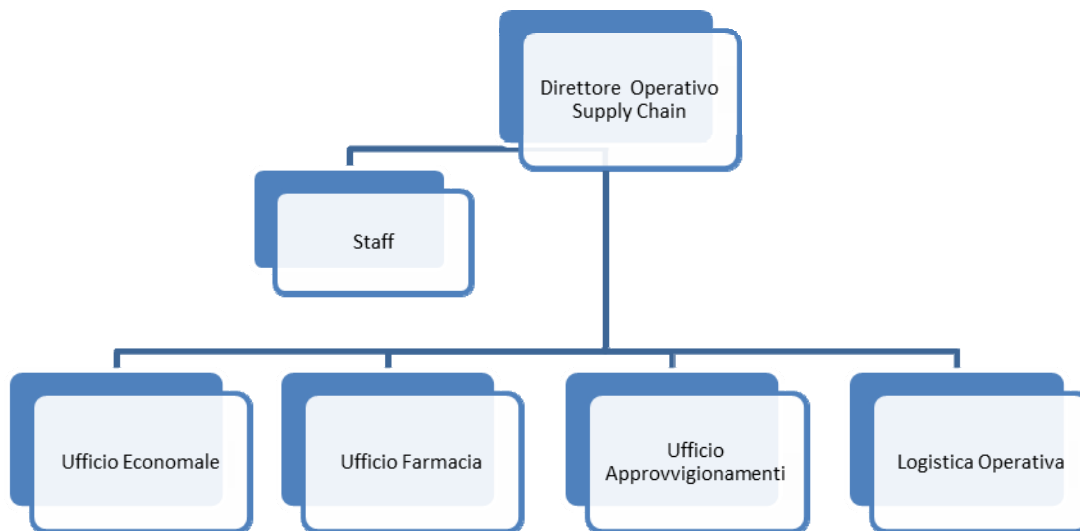 Direttore Operativo
Supply Chain
Staff
Ufficio Economale
Ufficio Farmacia
Ufficio
Approvvigionamenti
Logistica Operativa